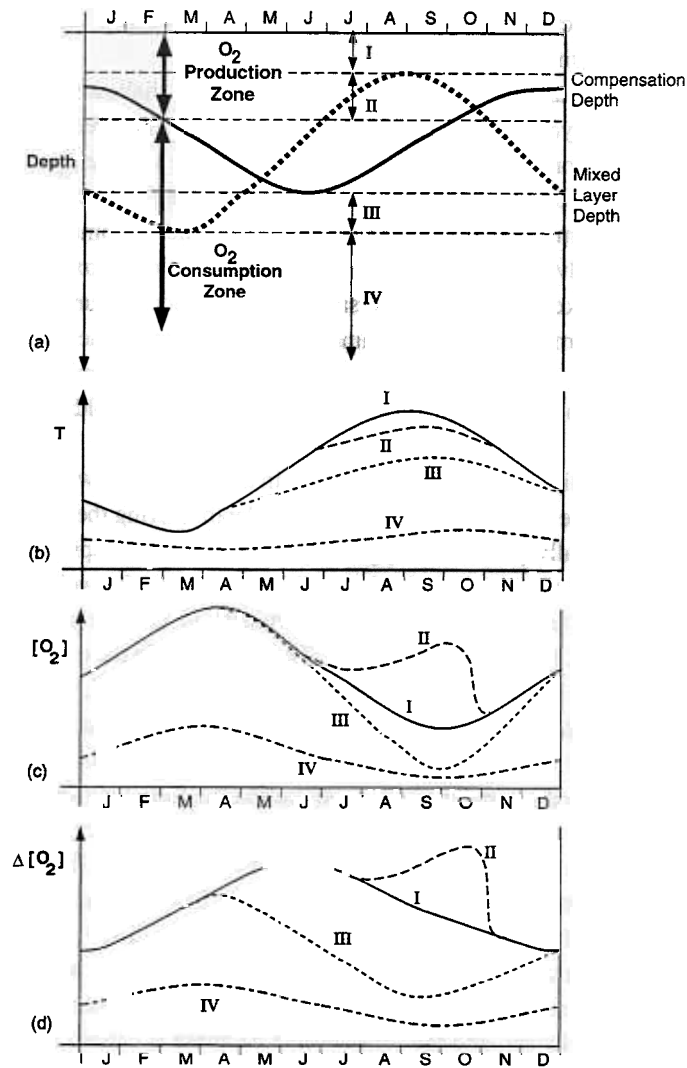 J F M A M J J A S O N D
O2
Production
Zone
I
II
Compensation
Depth
Depth
Mixed
Layer
Depth
III
O2
Consumption
Zone
IV
(a)
T
I
II
III
IV
(b)
J F M A M J J A S O N D
[O2]
II
I
III
IV
(c)
J F M A M J J A S O N D
Δ[O2]
II
I
III
IV
(d)
J F M A M J J A S O N D